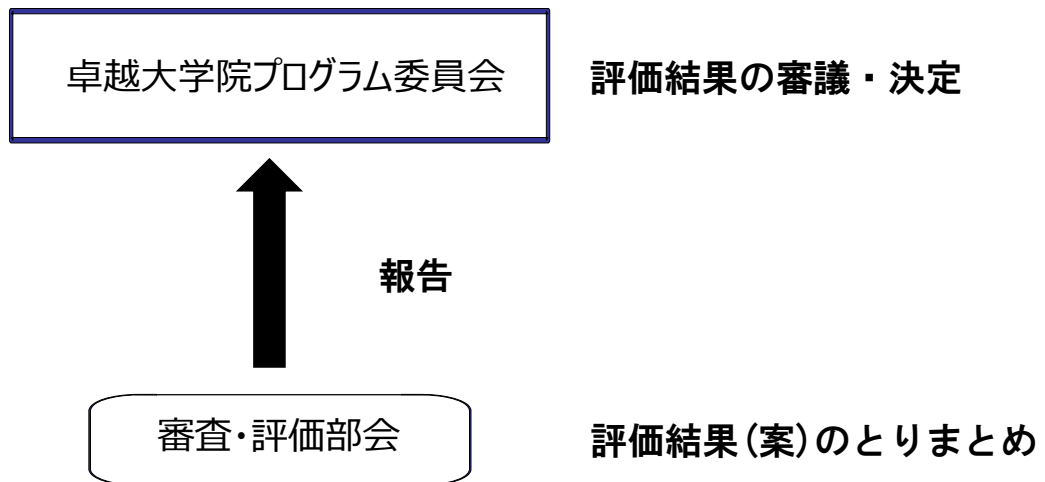 卓越大学院プログラム委員会
評価結果の審議・決定
報告
審査・評価部会
評価結果(案)のとりまとめ